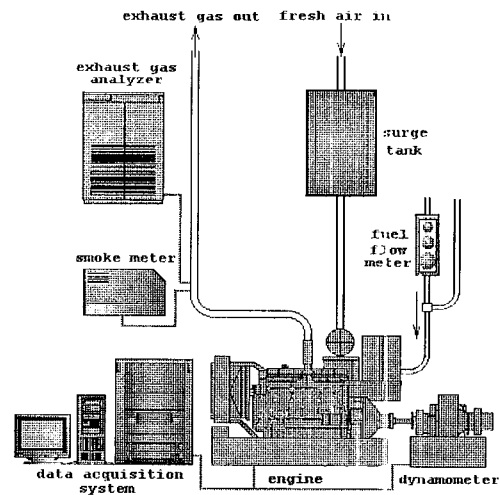 exhaust gas out fresh air in
exhaust gas
analyzer
surge
tank
fuel
flow
meter
smoke meter
data acquisition
system
engine
dynamometer